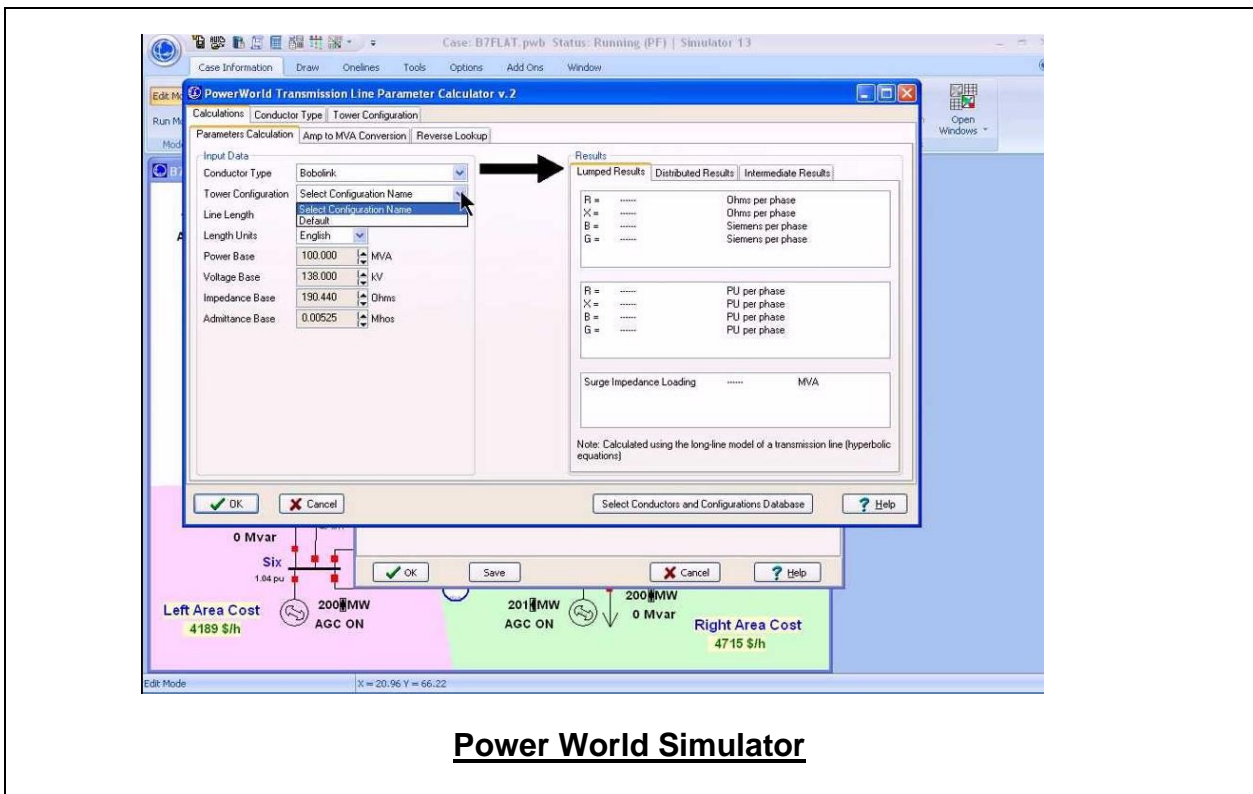 Case: B7FLAT.pwb Status: Running (PF) | Simulator 13
Case Information Draw Onelines Tools Options Add Ons Window
Edit Mo
Run Mo
Mod
Open
Windows
PowerWorld Transmission Line Parameter Calculator v.2
Calculations Conductor Type Tower Configuration
Parameters Calculation Amp to MVA Conversion Reverse Lookup
Input Data
Conductor Type Bobolink
Tower Configuration Select Configuration Name
Select Configuration Name
Line Length Default
Length Units English
Power Base 100.000 MVA
Voltage Base 138.000 kV
Impedance Base 190.440 Ohms
Admittance Base 0.00525 Mhos
Results
Lumped Results Distributed Results Intermediate Results
R = ------ Ohms per phase
X = ------ Ohms per phase
B = ------ Siemens per phase
G = ------ Siemens per phase
R = ------ PU per phase
X = ------ PU per phase
B = ------ PU per phase
G = ------ PU per phase
Surge Impedance Loading ------ MVA
Note: Calculated using the long-line model of a transmission line (hyperbolic
equations)
OK Cancel Select Conductors and Configurations Database ? Help
0 Mvar
Six
1.04 pu
OK Save Cancel ? Help
Left Area Cost
4189 $/h
200 MW
AGC ON
201 MW
AGC ON
200 MW
0 Mvar
Right Area Cost
4715 $/h
Edit Mode X = 20.96 Y = 66.22
Power World Simulator